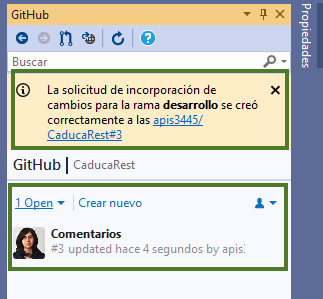 GitHub
Buscar
La solicitud de incorporación de
cambios para la rama desarrollo se creó
correctamente a las apis3445/
CaducaRest#3
GitHub | CaducaRest
1 Open Crear nuevo
Comentarios
#3 updated hace 4 segundos by apis3
Propiedades